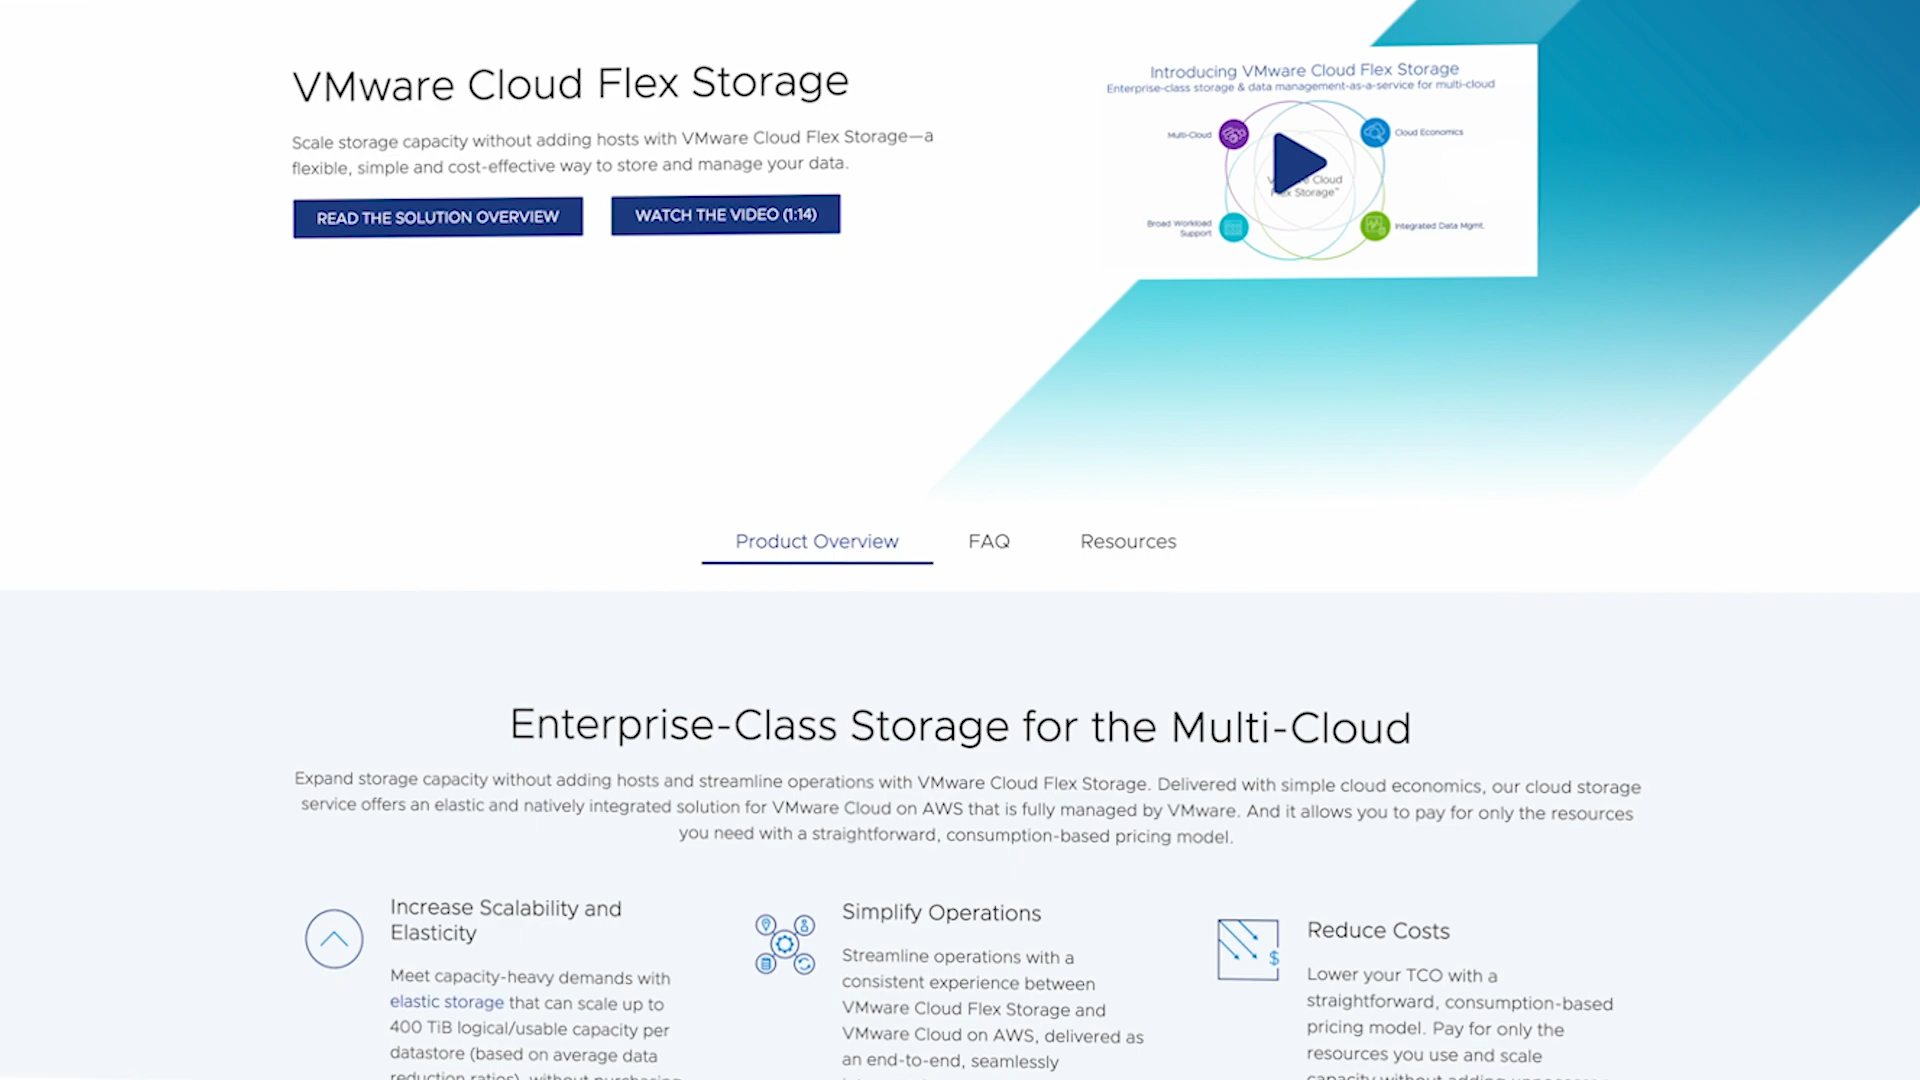 VMware Cloud Flex Storage
Scale storage capacity without adding hosts with VMware Cloud Flex Storage—a
flexible, simple and cost-effective way to store and manage your data.
READ THE SOLUTION OVERVIEW
WATCH THE VIDEO (1:14)
Introducing VMware Cloud Flex Storage
Enterprise-class storage & data management-as-a-service for multi-cloud
Multi-Cloud
Cloud Economics
Cloud
Storage™
Broad Workload
Support
Integrated Data Mgmt.
Product Overview
FAQ
Resources
Enterprise-Class Storage for the Multi-Cloud
Expand storage capacity without adding hosts and streamline operations with VMware Cloud Flex Storage. Delivered with simple cloud economics, our cloud storage
service offers an elastic and natively integrated solution for VMware Cloud on AWS that is fully managed by VMware. And it allows you to pay for only the resources
you need with a straightforward, consumption-based pricing model.
Increase Scalability and
Elasticity
Meet capacity-heavy demands with
elastic storage that can scale up to
400 TiB logical/usable capacity per
datastore (based on average data
reduction ratios), without purchasing
Simplify Operations
Streamline operations with a
consistent experience between
VMware Cloud Flex Storage and
VMware Cloud on AWS, delivered as
an end-to-end, seamlessly
$
Reduce Costs
Lower your TCO with a
straightforward, consumption-based
pricing model. Pay for only the
resources you use and scale
capacity without adding